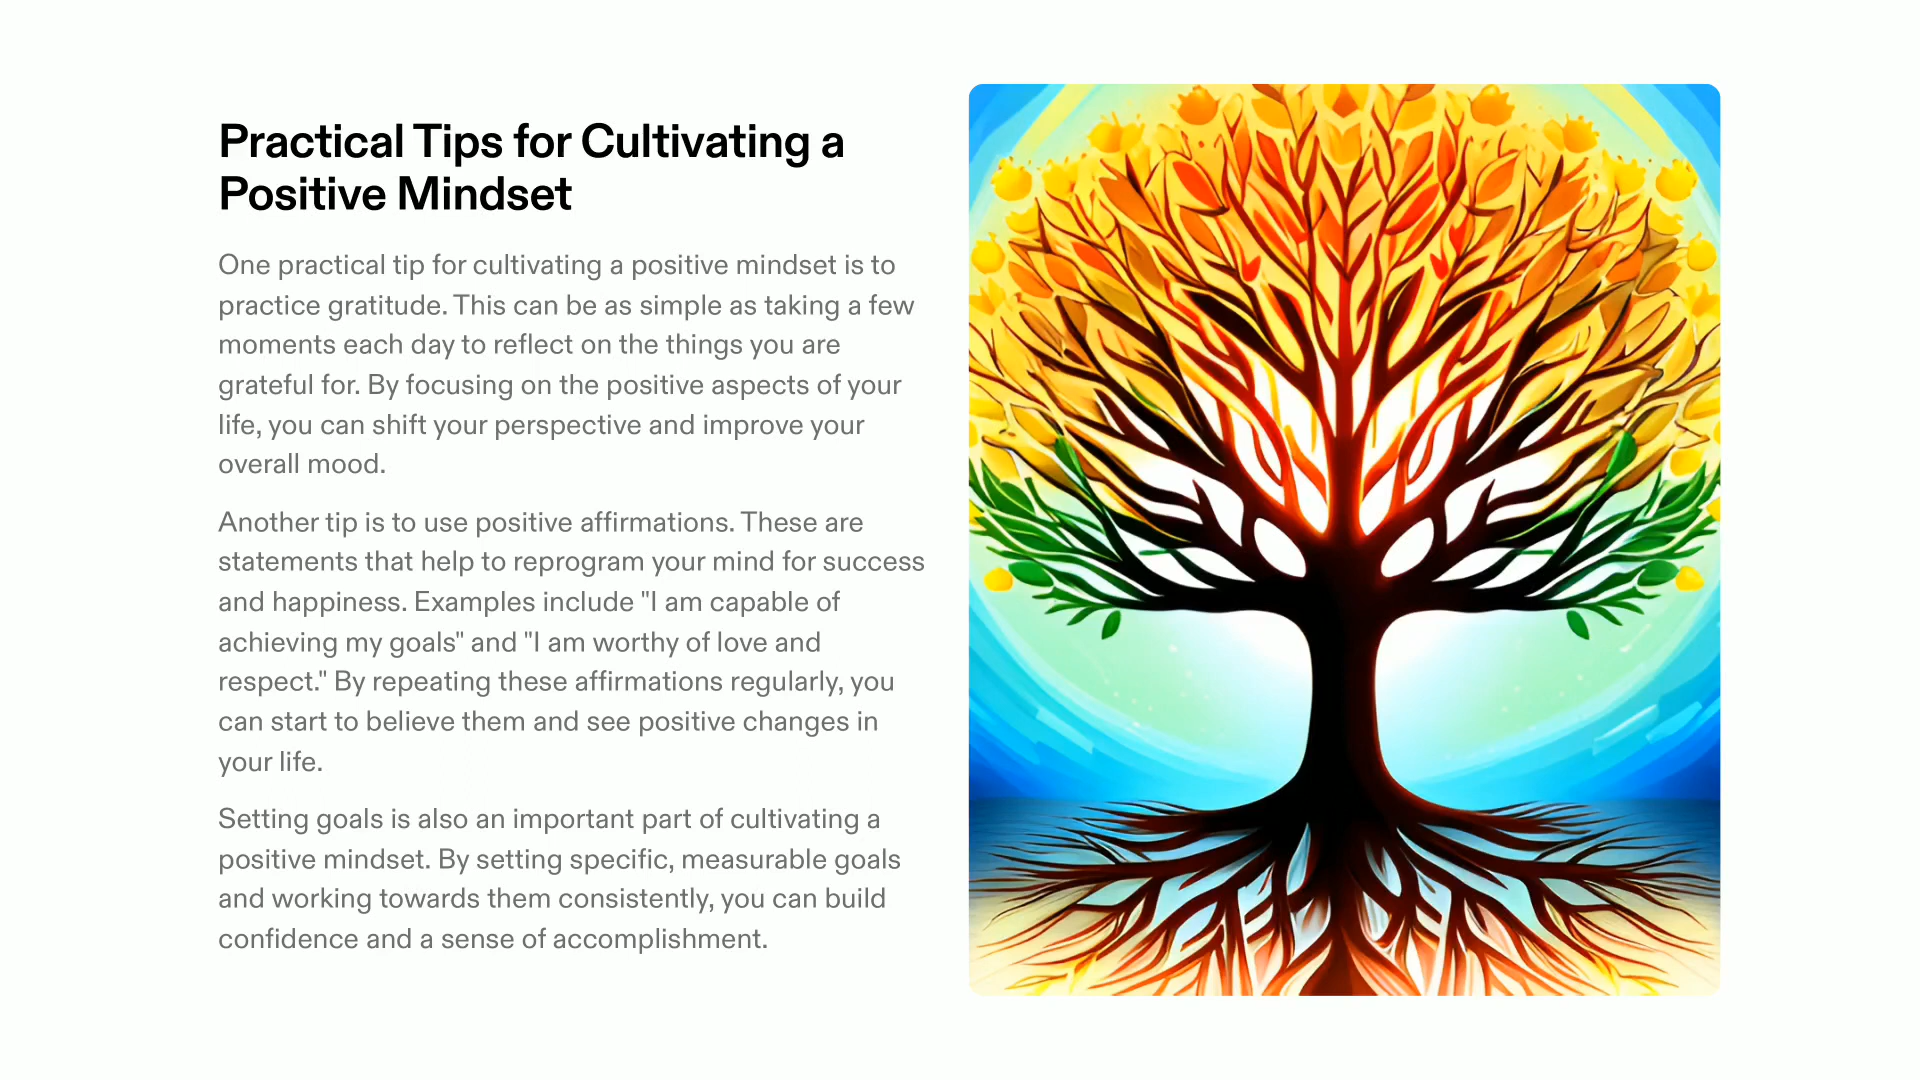 Practical Tips for Cultivating a
Positive Mindset
One practical tip for cultivating a positive mindset is to
practice gratitude. This can be as simple as taking a few
moments each day to reflect on the things you are
grateful for. By focusing on the positive aspects of your
life, you can shift your perspective and improve your
overall mood.
Another tip is to use positive affirmations. These are
statements that help to reprogram your mind for success
and happiness. Examples include "I am capable of
achieving my goals" and "I am worthy of love and
respect." By repeating these affirmations regularly, you
can start to believe them and see positive changes in
your life.
Setting goals is also an important part of cultivating a
positive mindset. By setting specific, measurable goals
and working towards them consistently, you can build
confidence and a sense of accomplishment.